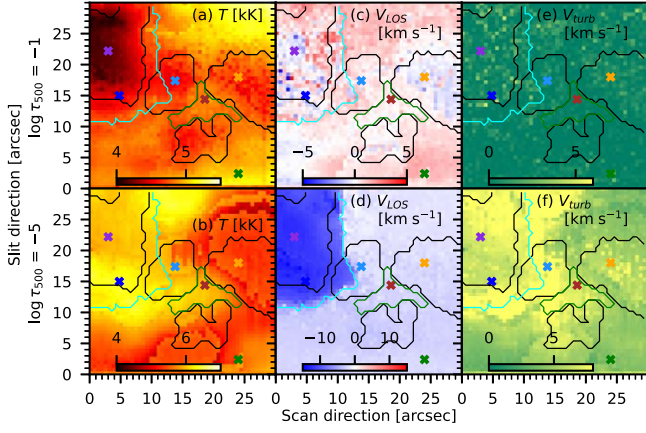 (a) T [kK]
(c) V_LOS [km s⁻¹]
(e) V_turb
log τ₅₀₀ = −1
25
20
15
10
5
0
4 5
−5 0 5
0 5
(b) T [kK]
(d) V_LOS [km s⁻¹]
(f) V_turb [km s⁻¹]
log τ₅₀₀ = −5
Slit direction [arcsec]
25
20
15
10
5
0
4 6
−10 0 10
0 5
0 5 10 15 20 25 0 5 10 15 20 25 0 5 10 15 20 25
Scan direction [arcsec]